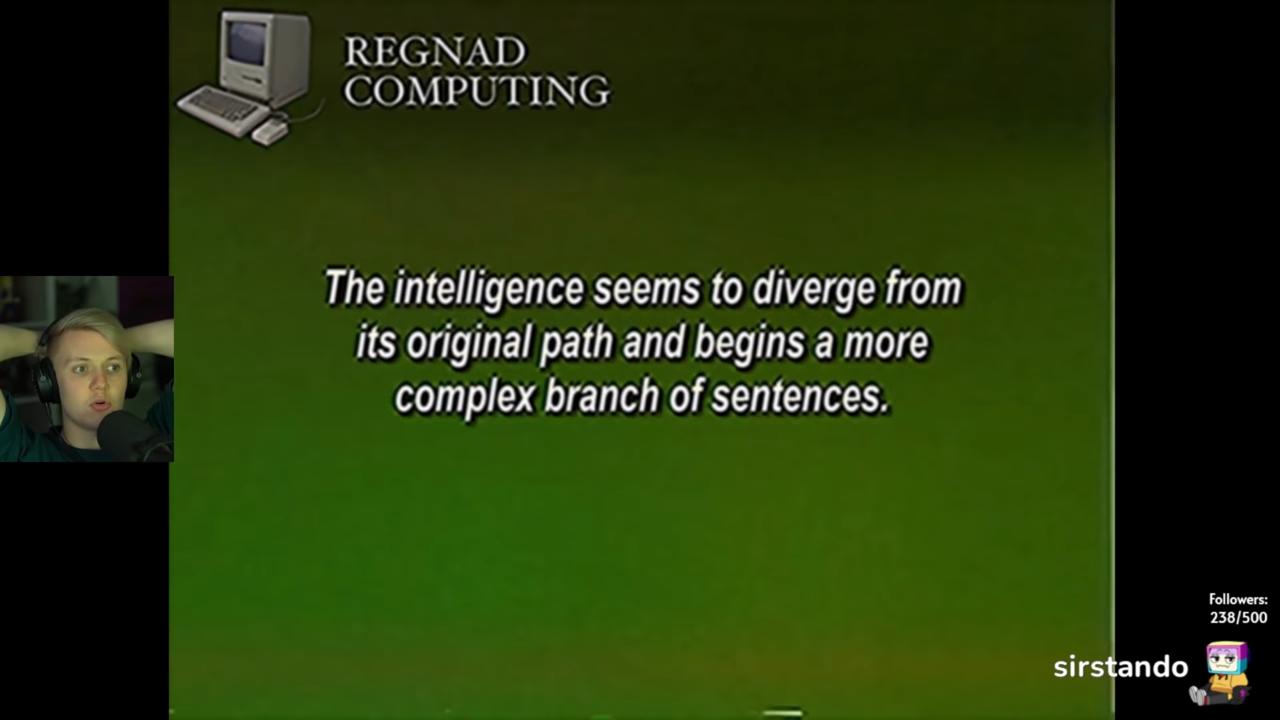 REGNAD
COMPUTING
The intelligence seems to diverge from
its original path and begins a more
complex branch of sentences.
Followers:
238/500
sirstando